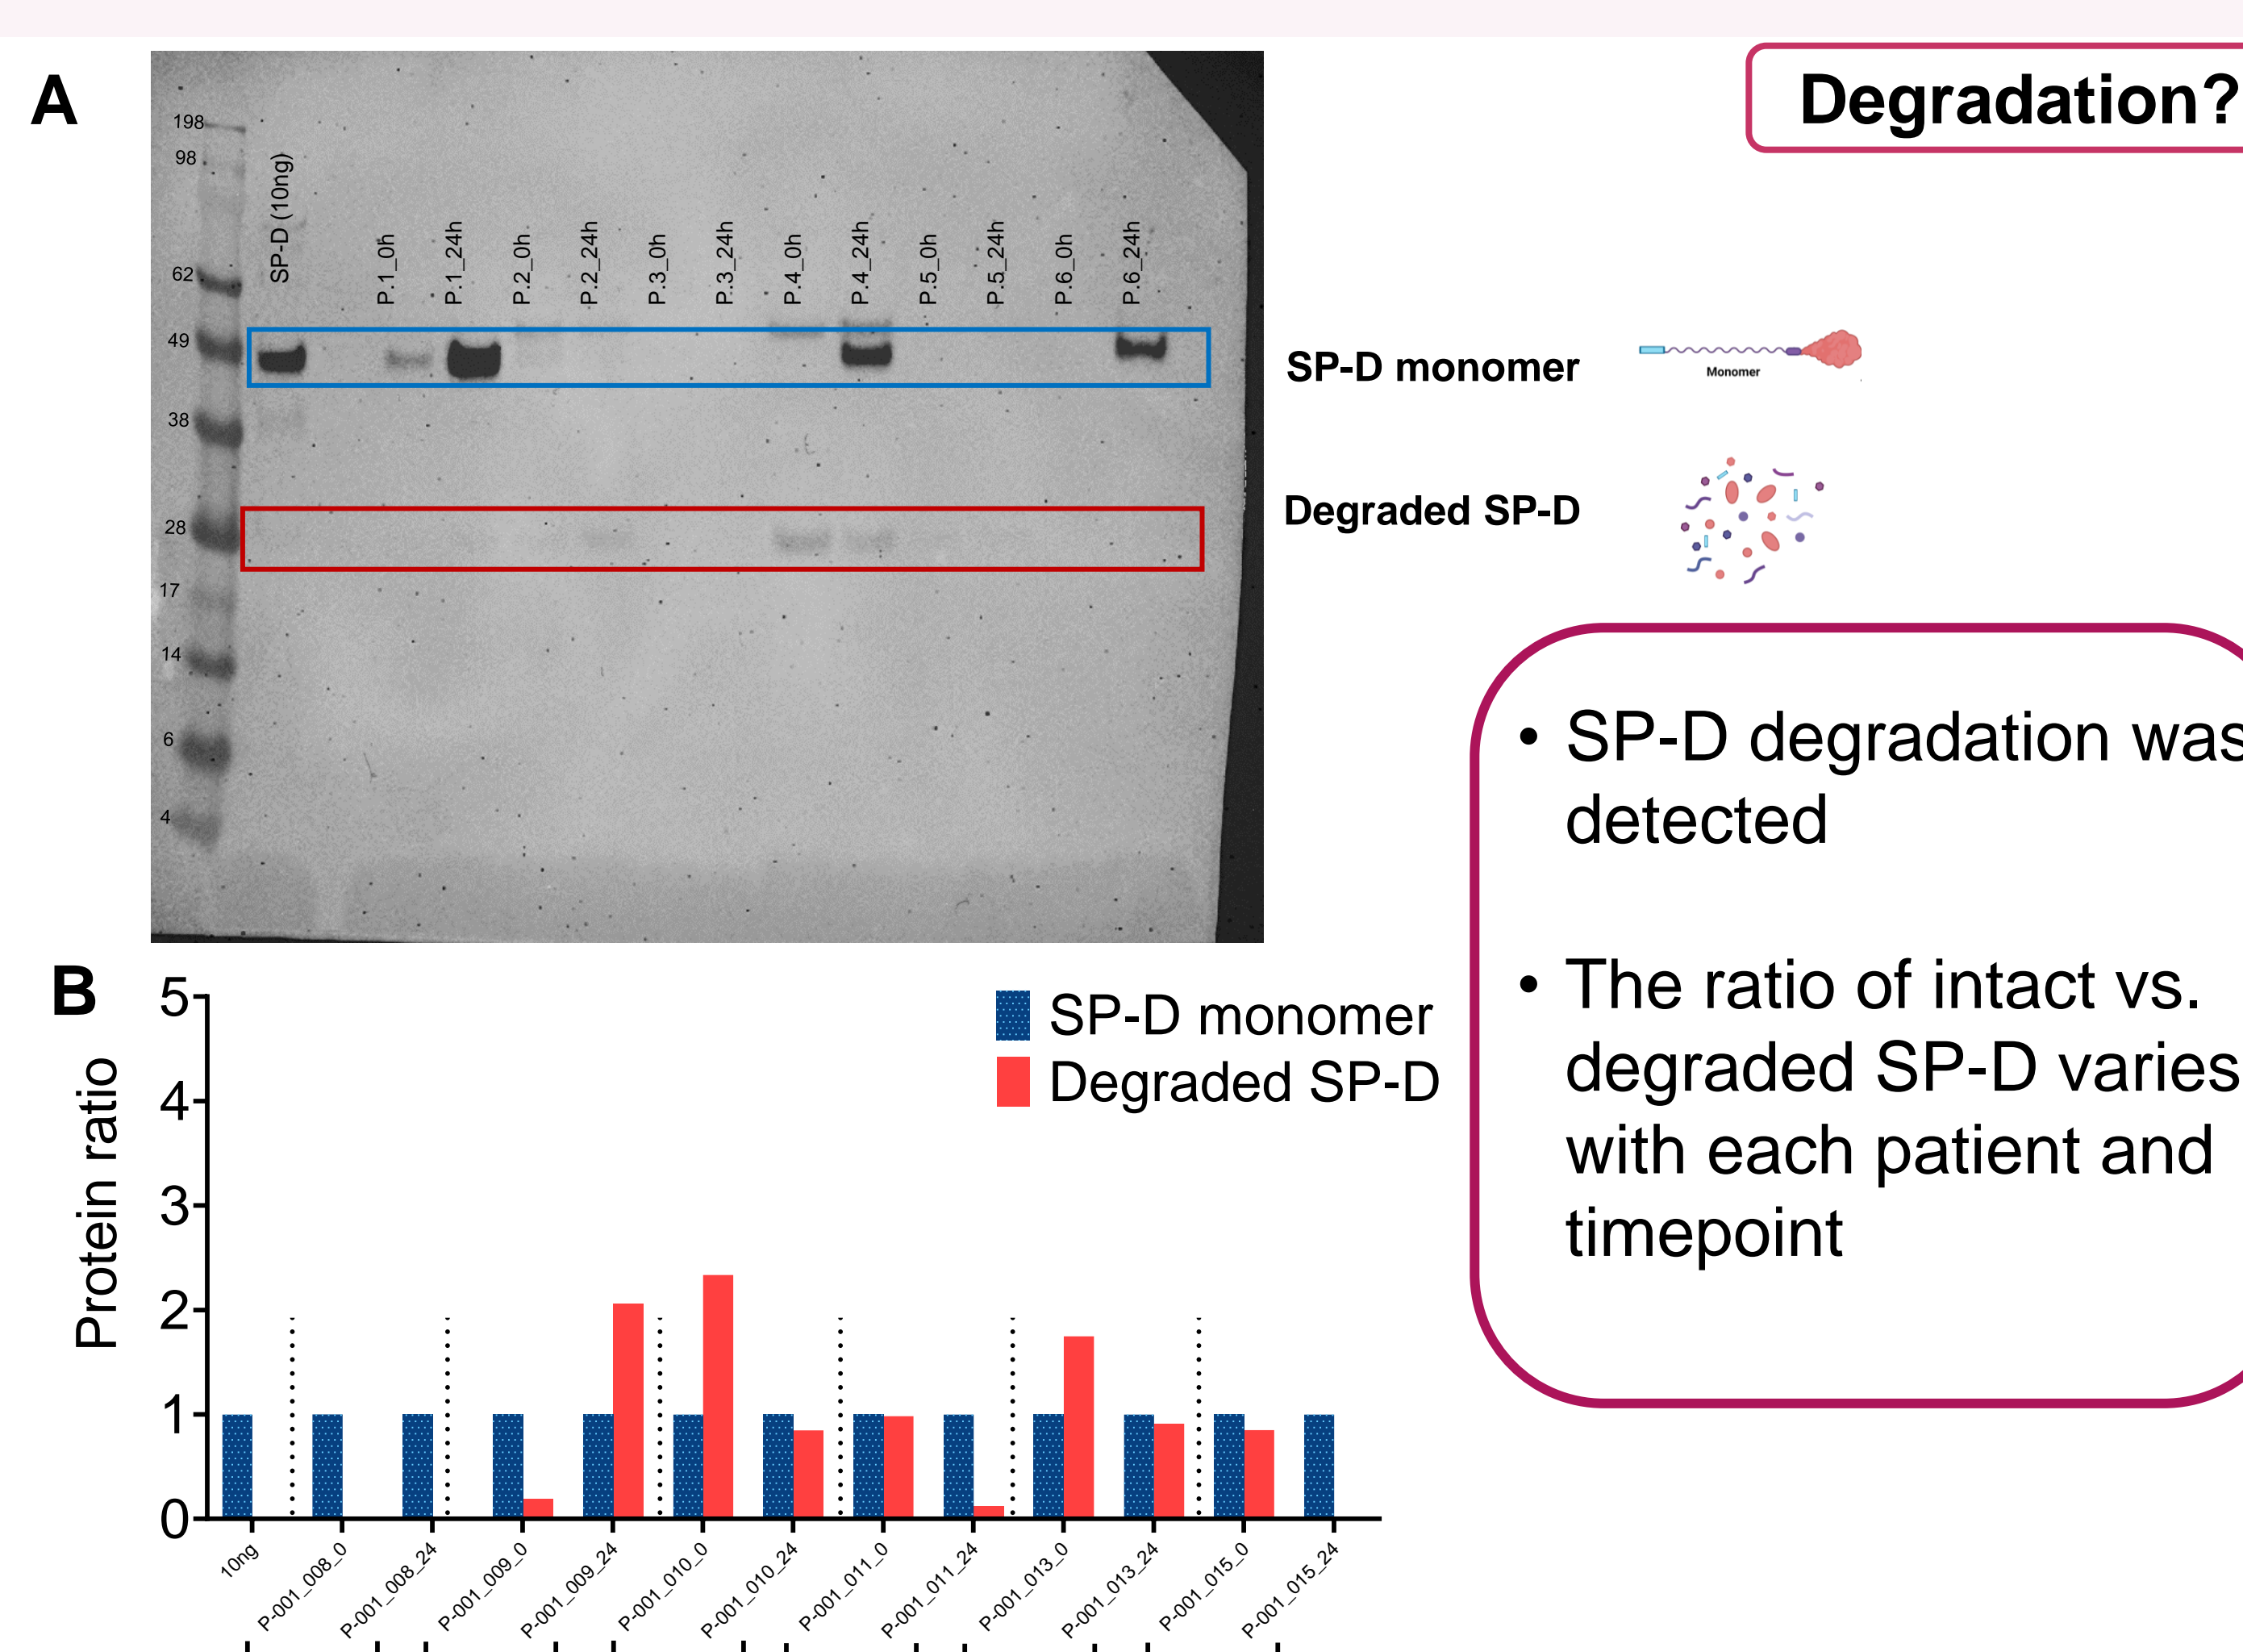 A
Degradation?
198
98
62
49
38
28
17
14
6
4
SP-D (10ng)
P.1_0h
P.1_24h
P.2_0h
P.2_24h
P.3_0h
P.3_24h
P.4_0h
P.4_24h
P.5_0h
P.5_24h
P.6_0h
P.6_24h
SP-D monomer
Monomer
Degraded SP-D
• SP-D degradation was
detected
• The ratio of intact vs.
degraded SP-D varies
with each patient and
timepoint
B
Protein ratio
5
4
3
2
1
0
SP-D monomer
Degraded SP-D
10ng
P-001_008_0
P-001_008_24
P-001_009_0
P-001_009_24
P-001_010_0
P-001_010_24
P-001_011_0
P-001_011_24
P-001_013_0
P-001_013_24
P-001_015_0
P-001_015_24